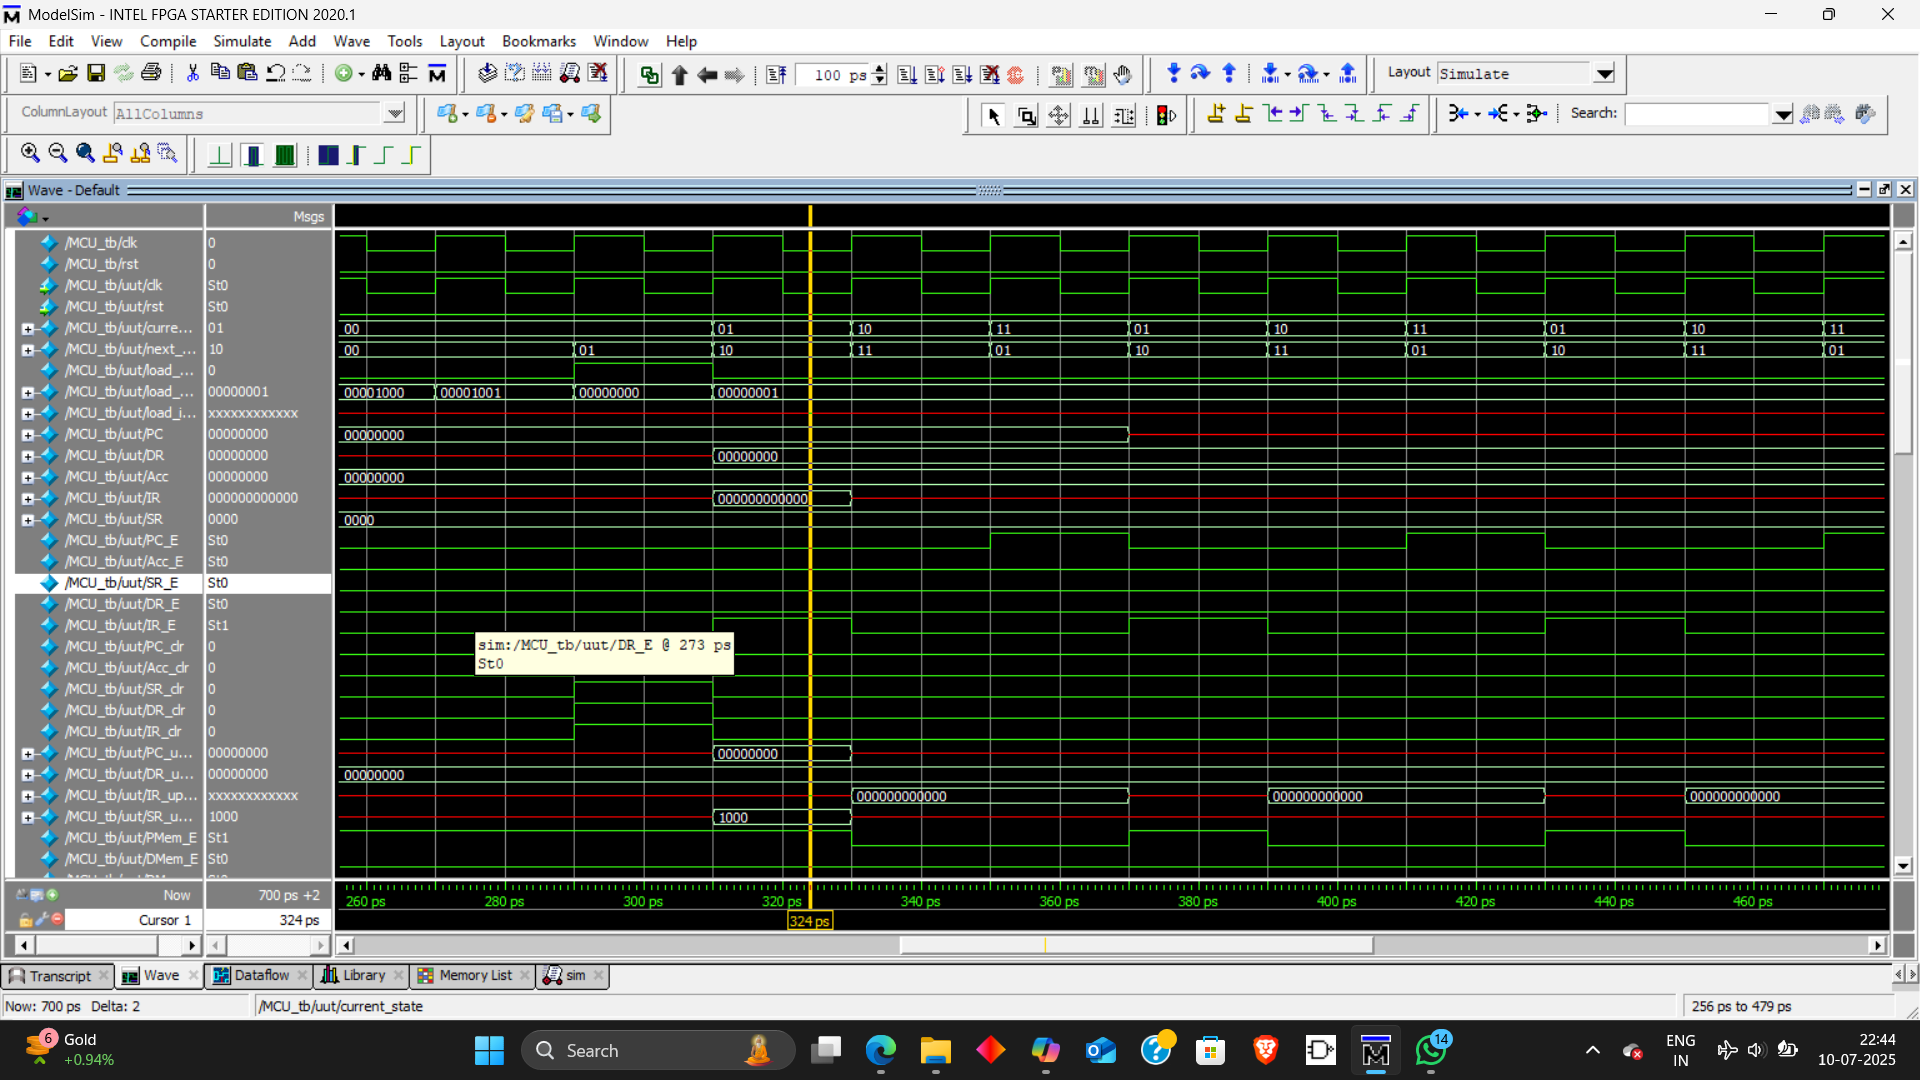 ModelSim - INTEL FPGA STARTER EDITION 2020.1
File Edit View Compile Simulate Add Wave Tools Layout Bookmarks Window Help
100 ps
Layout Simulate
ColumnLayout AllColumns
Search:
Wave - Default
Msgs
/MCU_tb/clk 0
/MCU_tb/rst 0
/MCU_tb/uut/clk St0
/MCU_tb/uut/rst St0
/MCU_tb/uut/curre... 01 00 01 10 11 01 10 11 01 10 11
/MCU_tb/uut/next_... 10 00 01 10 11 01 10 11 01 10 11 01
/MCU_tb/uut/load_... 0
/MCU_tb/uut/load_... 00000001 00001000 00001001 00000000 00000001
/MCU_tb/uut/load_i... xxxxxxxxxxxx
/MCU_tb/uut/PC 00000000 00000000
/MCU_tb/uut/DR 00000000 00000000
/MCU_tb/uut/Acc 00000000 00000000
/MCU_tb/uut/IR 000000000000 000000000000
/MCU_tb/uut/SR 0000 0000
/MCU_tb/uut/PC_E St0
/MCU_tb/uut/Acc_E St0
/MCU_tb/uut/SR_E St0
/MCU_tb/uut/DR_E St0
/MCU_tb/uut/IR_E St1
sim:/MCU_tb/uut/DR_E @ 273 ps
St0
/MCU_tb/uut/PC_clr 0
/MCU_tb/uut/Acc_clr 0
/MCU_tb/uut/SR_clr 0
/MCU_tb/uut/DR_clr 0
/MCU_tb/uut/IR_clr 0
/MCU_tb/uut/PC_u... 00000000 00000000
/MCU_tb/uut/DR_u... 00000000 00000000
/MCU_tb/uut/IR_up... xxxxxxxxxxxx 000000000000 000000000000 000000000000
/MCU_tb/uut/SR_u... 1000 1000
/MCU_tb/uut/PMem_E St1
/MCU_tb/uut/DMem_E St0
Now 700 ps +2 260 ps 280 ps 300 ps 320 ps 340 ps 360 ps 380 ps 400 ps 420 ps 440 ps 460 ps
Cursor 1 324 ps 324 ps
Transcript Wave Dataflow Library Memory List sim
Now: 700 ps Delta: 2 /MCU_tb/uut/current_state 256 ps to 479 ps
6 Gold
+0.94%
Search
14
ENG
IN
22:44
10-07-2025